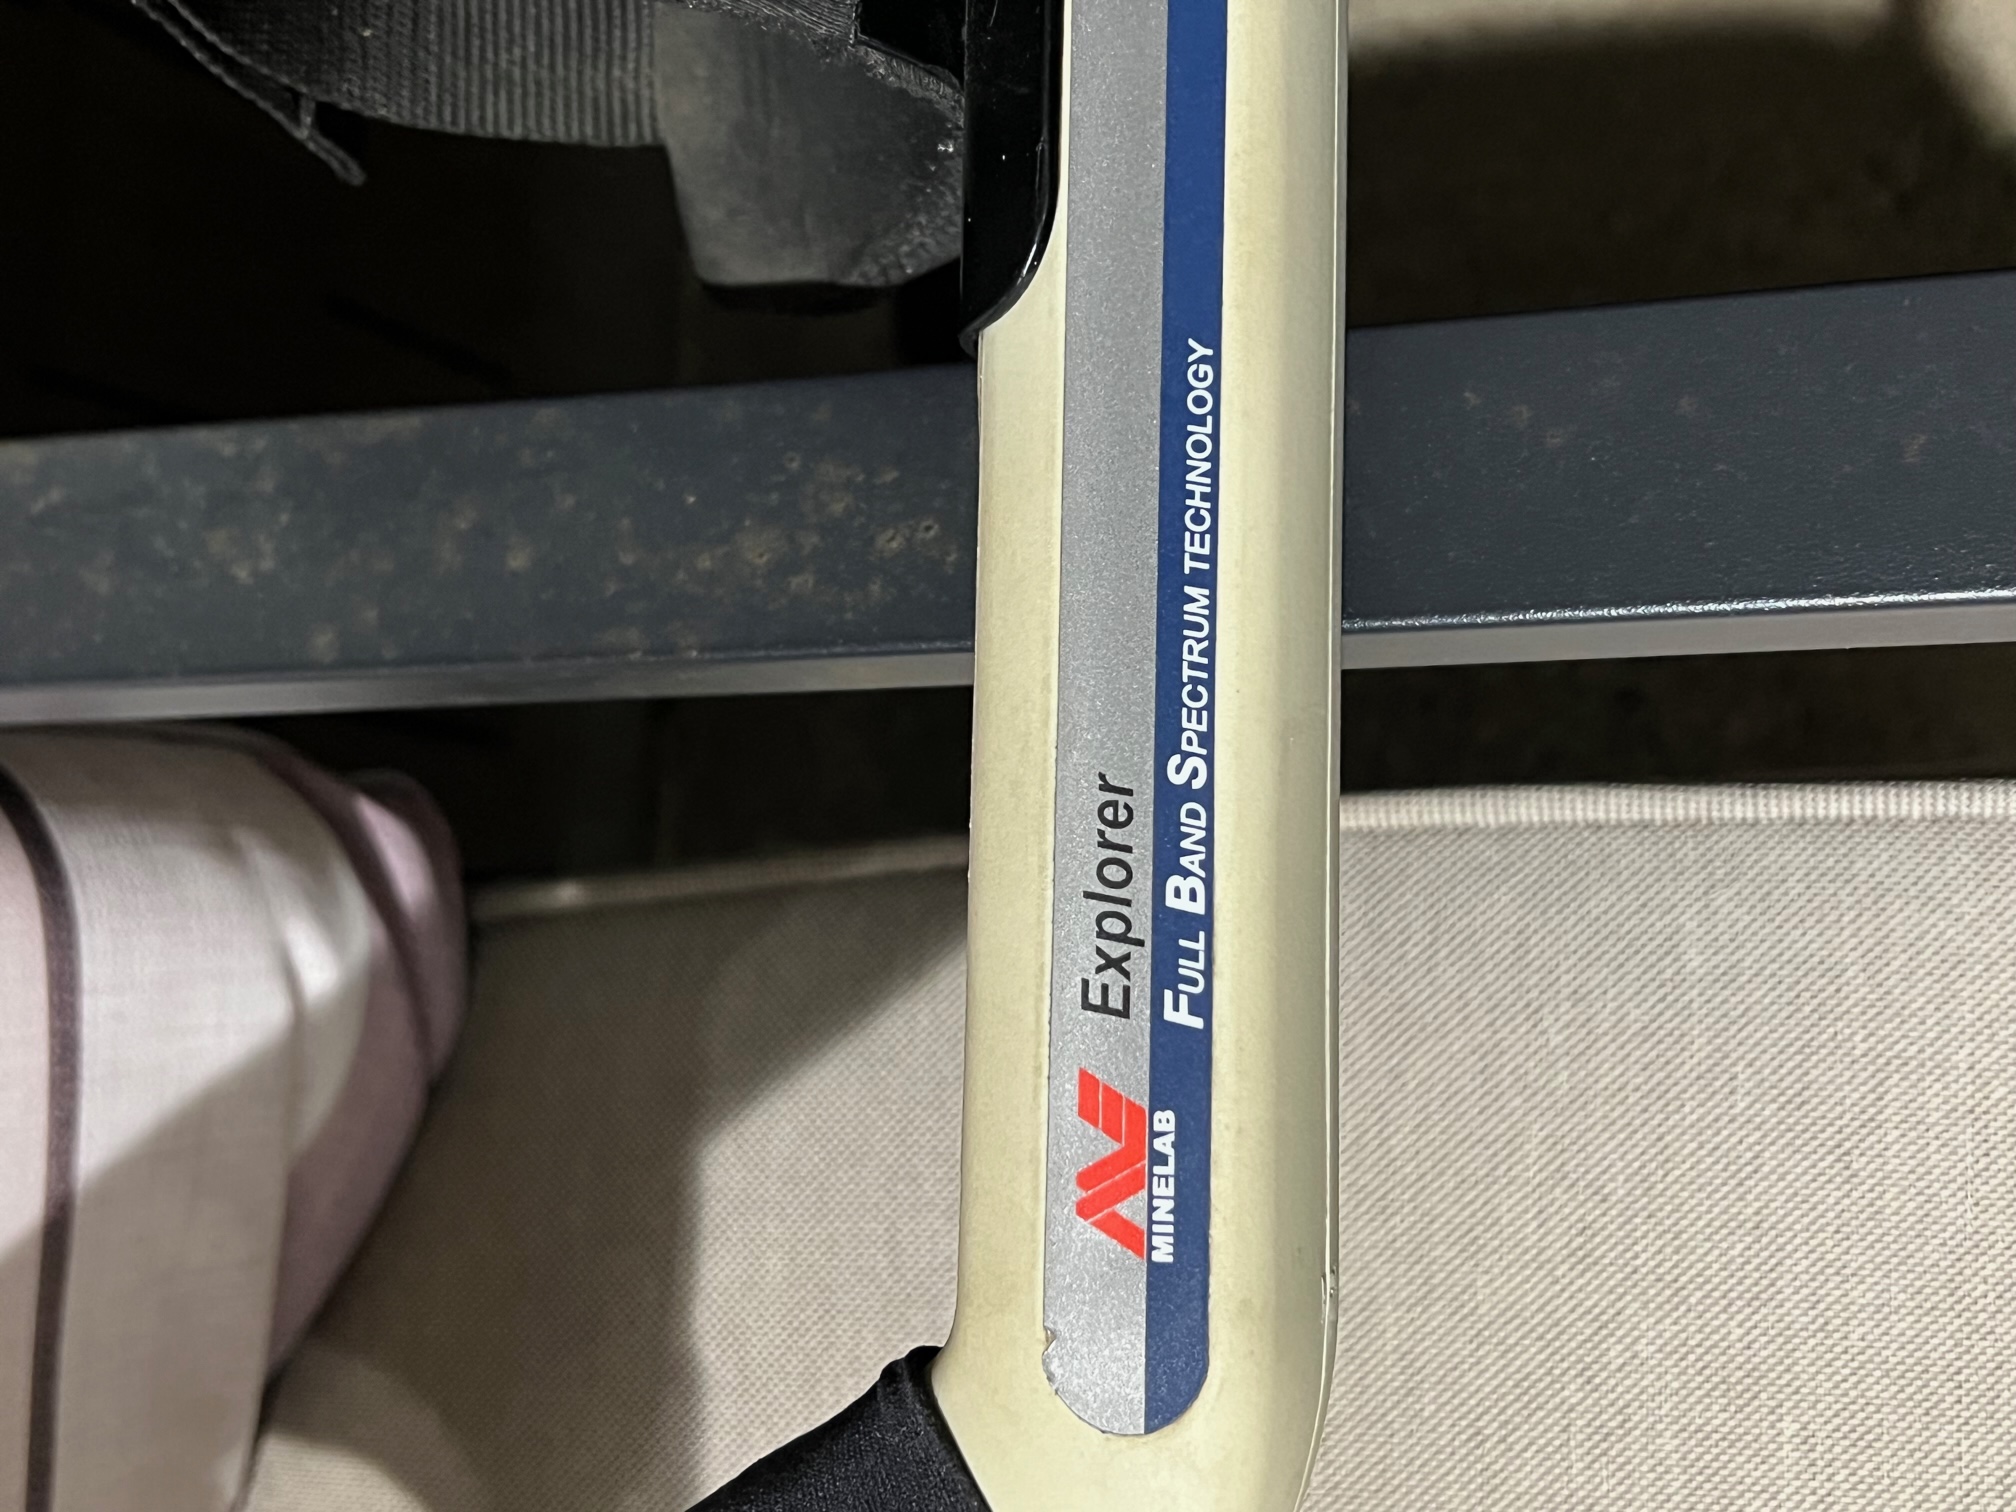 Explorer
MINELAB
FULL BAND SPECTRUM TECHNOLOGY